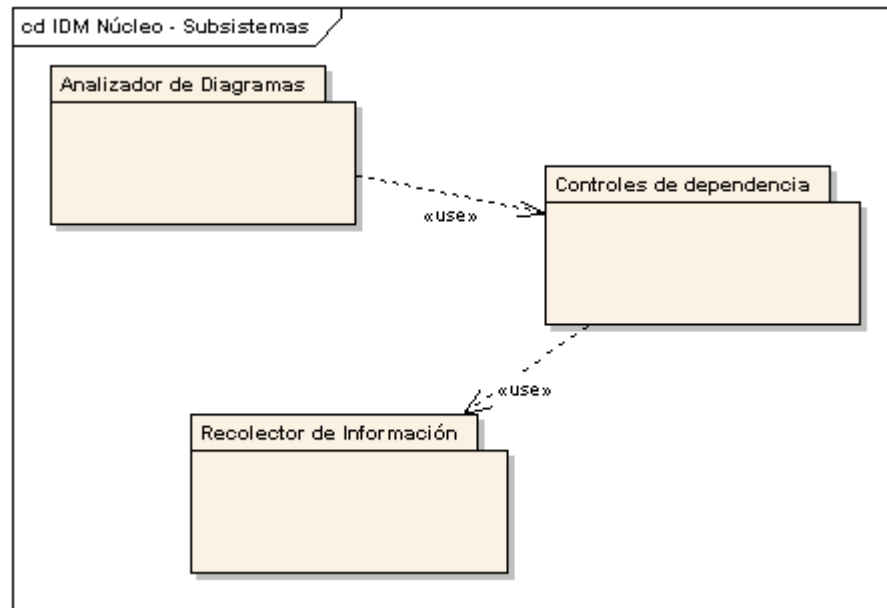 cd IDM Núcleo - Subsistemas
Analizador de Diagramas
Controles de dependencia
«use»
«use»
Recolector de Información